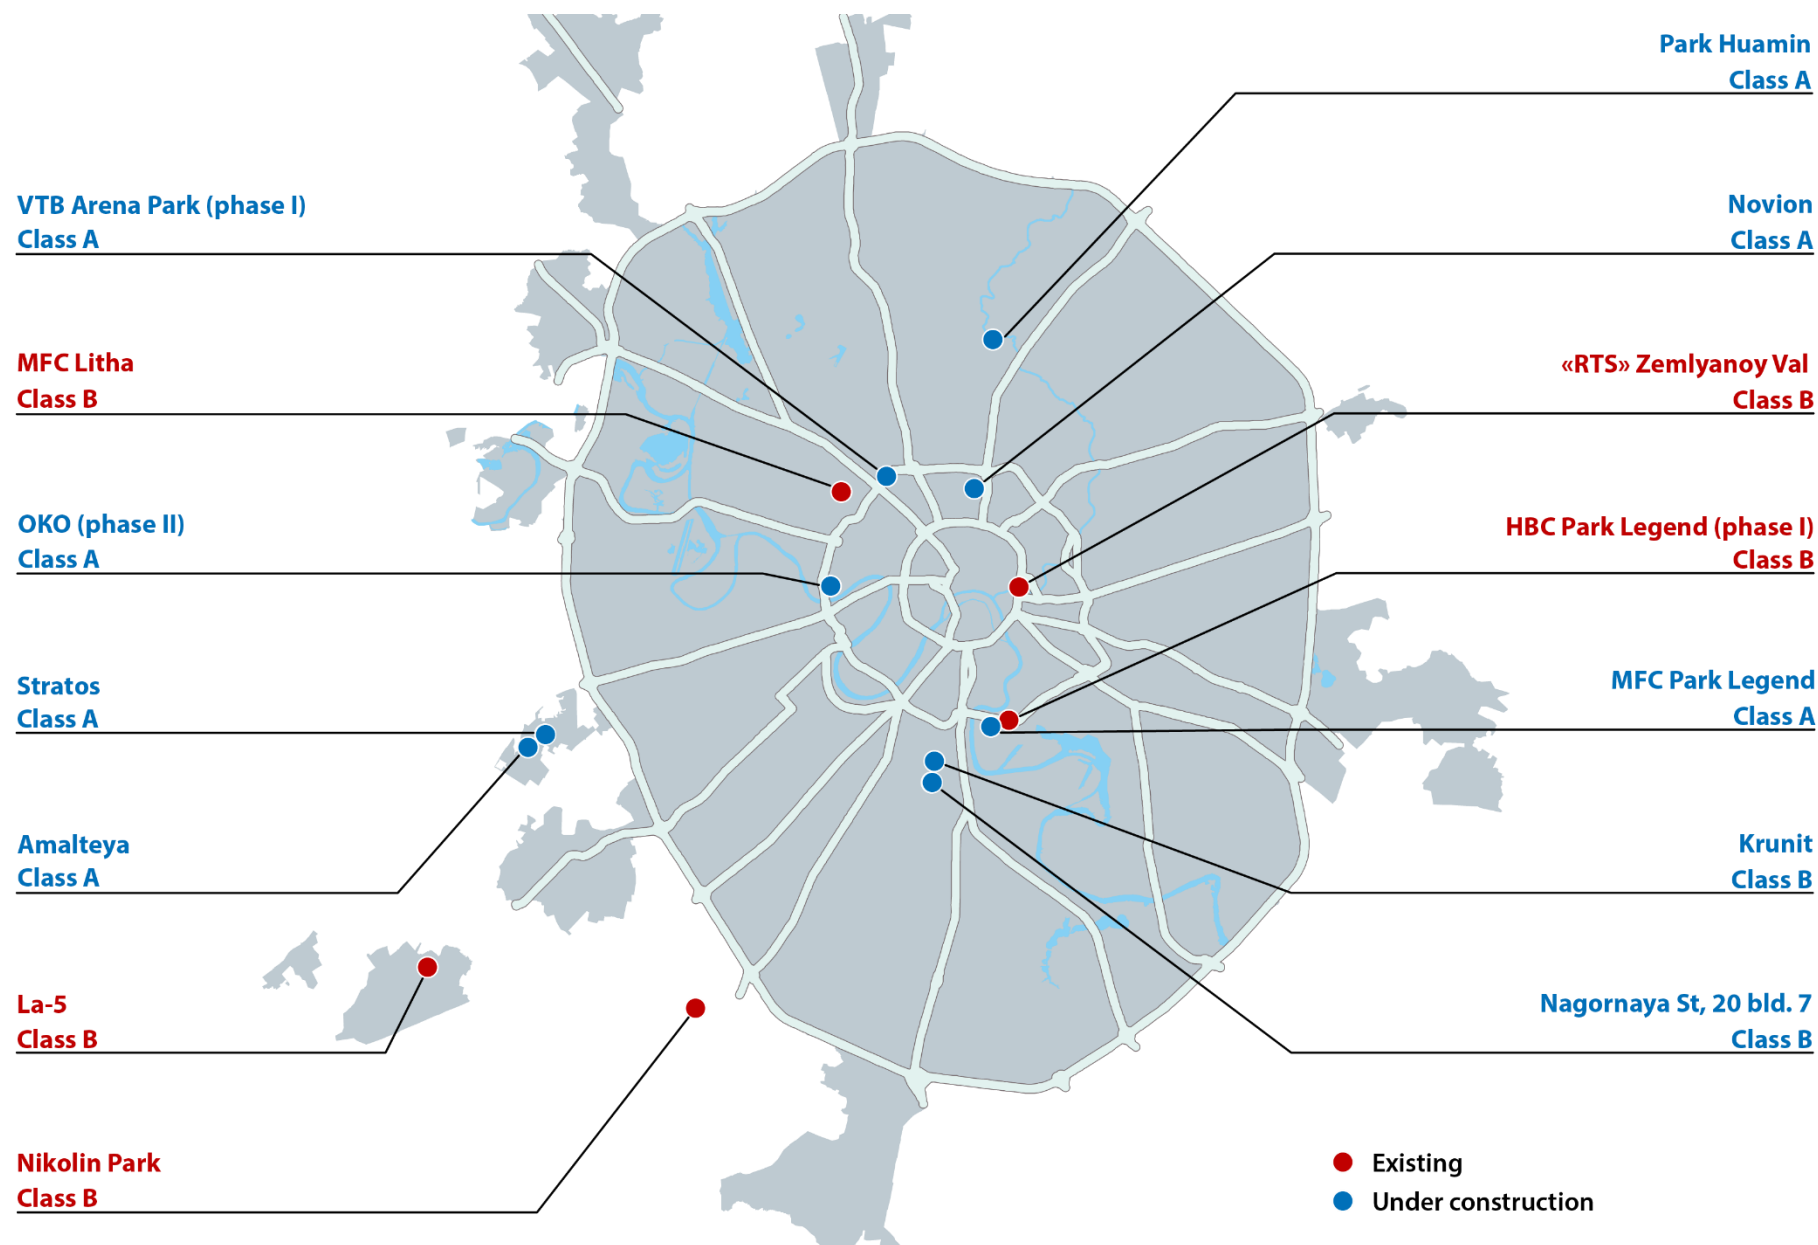 VTB Arena Park (phase I)
Class A
MFC Litha
Class B
OKO (phase II)
Class A
Stratos
Class A
Amalteya
Class A
La-5
Class B
Nikolin Park
Class B
Park Huamin
Class A
Novion
Class A
«RTS» Zemlyanoy Val
Class B
HBC Park Legend (phase I)
Class B
MFC Park Legend
Class A
Krunit
Class B
Nagornaya St, 20 bld. 7
Class B
Existing
Under construction